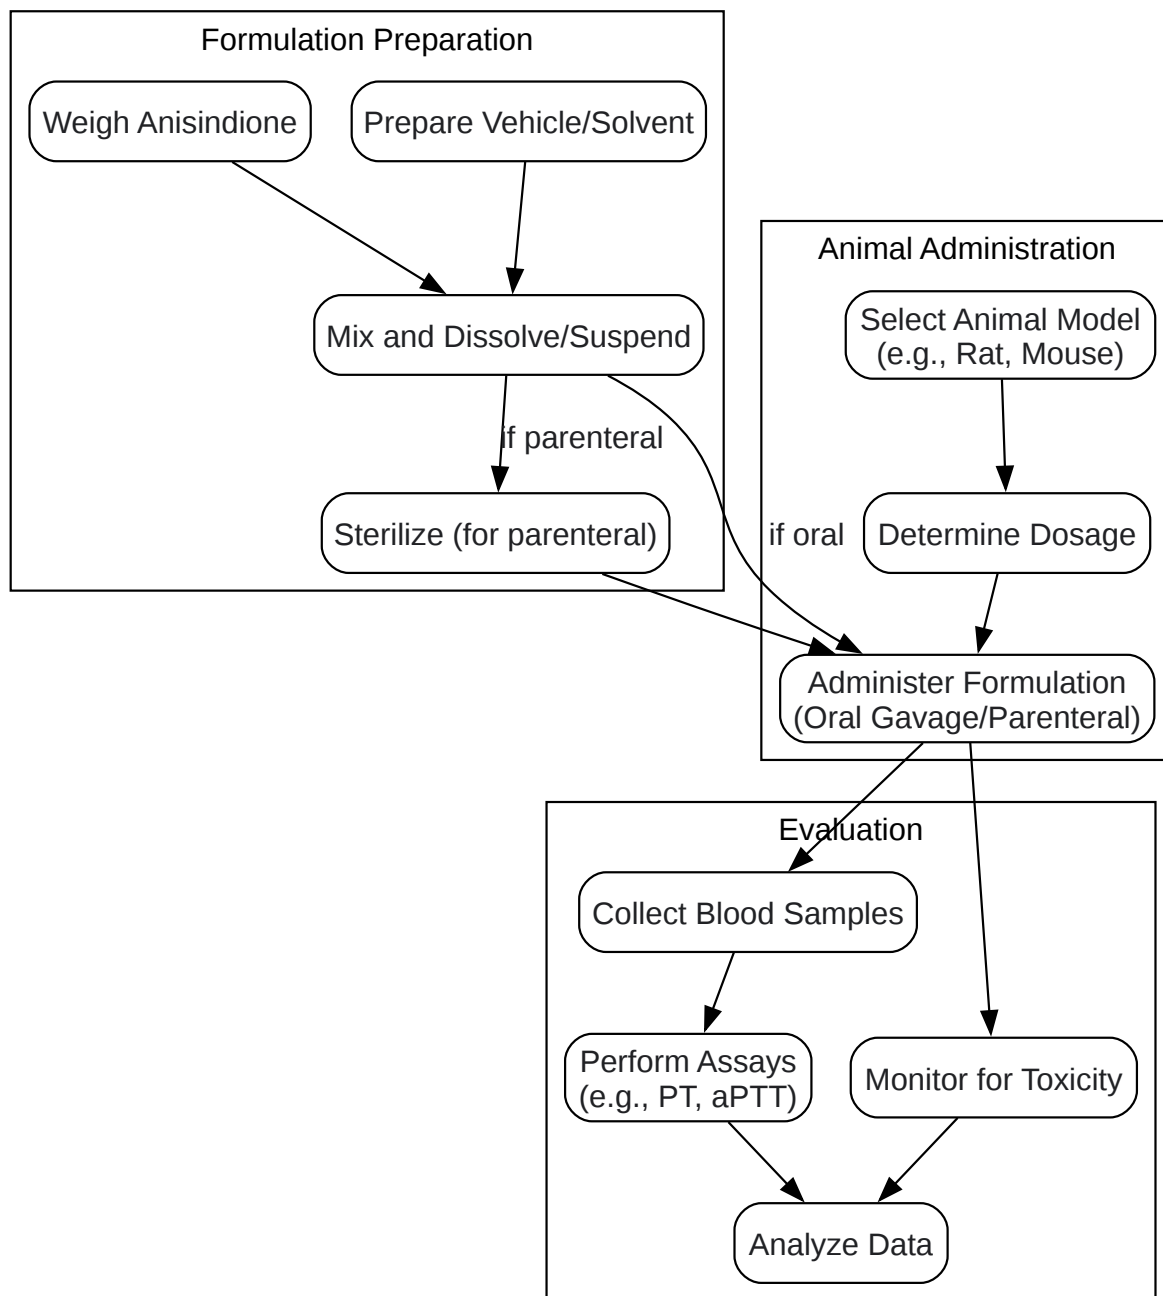 Formulation Preparation
Weigh Anisindione
Prepare Vehicle/Solvent
Mix and Dissolve/Suspend
if parenteral
Sterilize (for parenteral)
if oral
Animal Administration
Select Animal Model
(e.g., Rat, Mouse)
Determine Dosage
Administer Formulation
(Oral Gavage/Parenteral)
Evaluation
Collect Blood Samples
Perform Assays
(e.g., PT, aPTT)
Monitor for Toxicity
Analyze Data